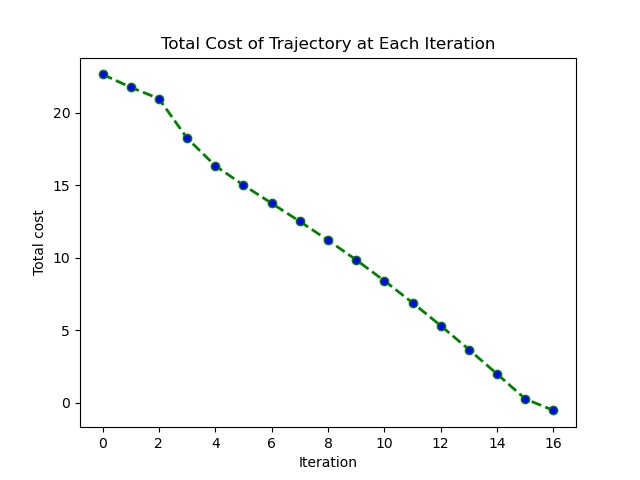 Total Cost of Trajectory at Each Iteration
Total cost
20
15
10
5
0
0 2 4 6 8 10 12 14 16
Iteration